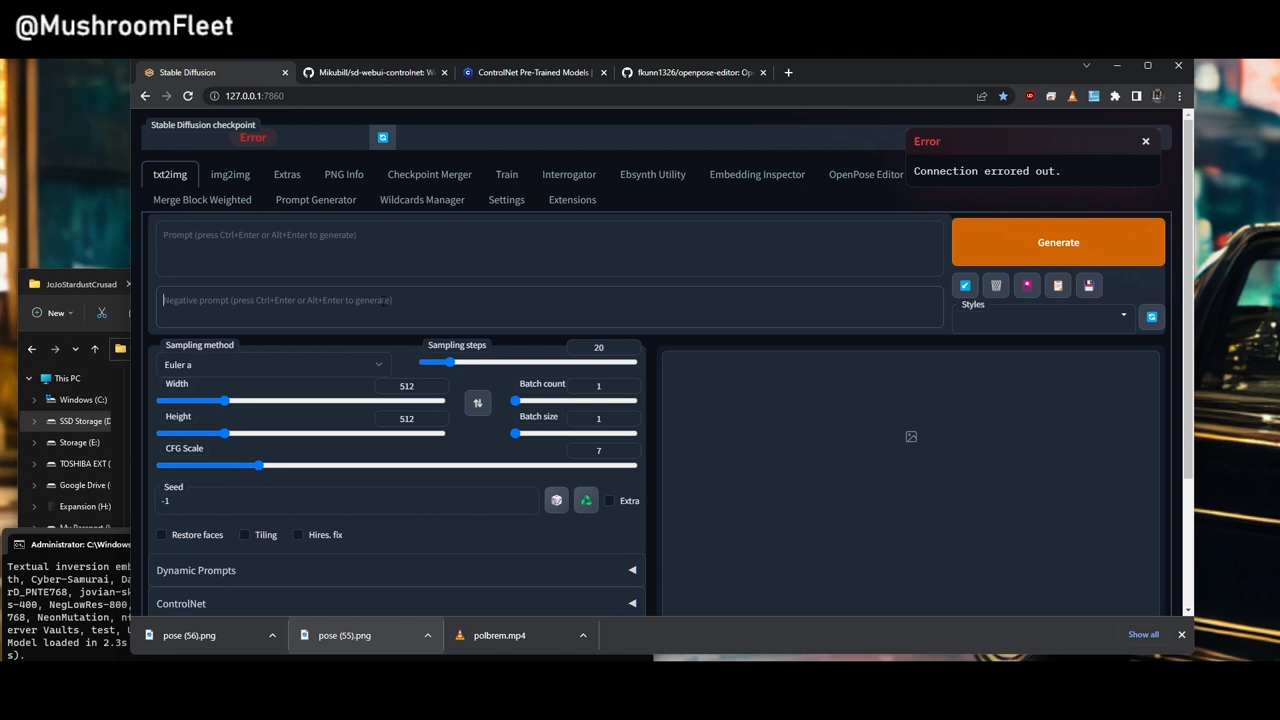 @MushroomFleet
Stable Diffusion
Mikubill/sd-webui-controlnet: W
ControlNet Pre-Trained Models |
fkunn1326/openpose-editor: Op
127.0.0.1:7860
Stable Diffusion checkpoint
Error
Error
Connection errored out.
txt2img
img2img
Extras
PNG Info
Checkpoint Merger
Train
Interrogator
Ebsynth Utility
Embedding Inspector
OpenPose Editor
Merge Block Weighted
Prompt Generator
Wildcards Manager
Settings
Extensions
Prompt (press Ctrl+Enter or Alt+Enter to generate)
Generate
Negative prompt (press Ctrl+Enter or Alt+Enter to generate)
Styles
Sampling method
Euler a
Sampling steps
20
Width
512
Batch count
1
Height
512
Batch size
1
CFG Scale
7
Seed
-1
Extra
Restore faces
Tiling
Hires. fix
Dynamic Prompts
ControlNet
JoJoStardustCrusad
New
This PC
Windows (C:)
SSD Storage (D
Storage (E:)
TOSHIBA EXT (
Google Drive (
Expansion (H:)
Administrator: C:\Windows
Textual inversion emb
th, Cyber-Samurai, Da
rD_PNTE768, jovian-sk
s-400, NegLowRes-800,
768, NeonMutation, nt
erver Vaults, test, U
Model loaded in 2.3s
s).
pose (56).png
pose (55).png
polbrem.mp4
Show all